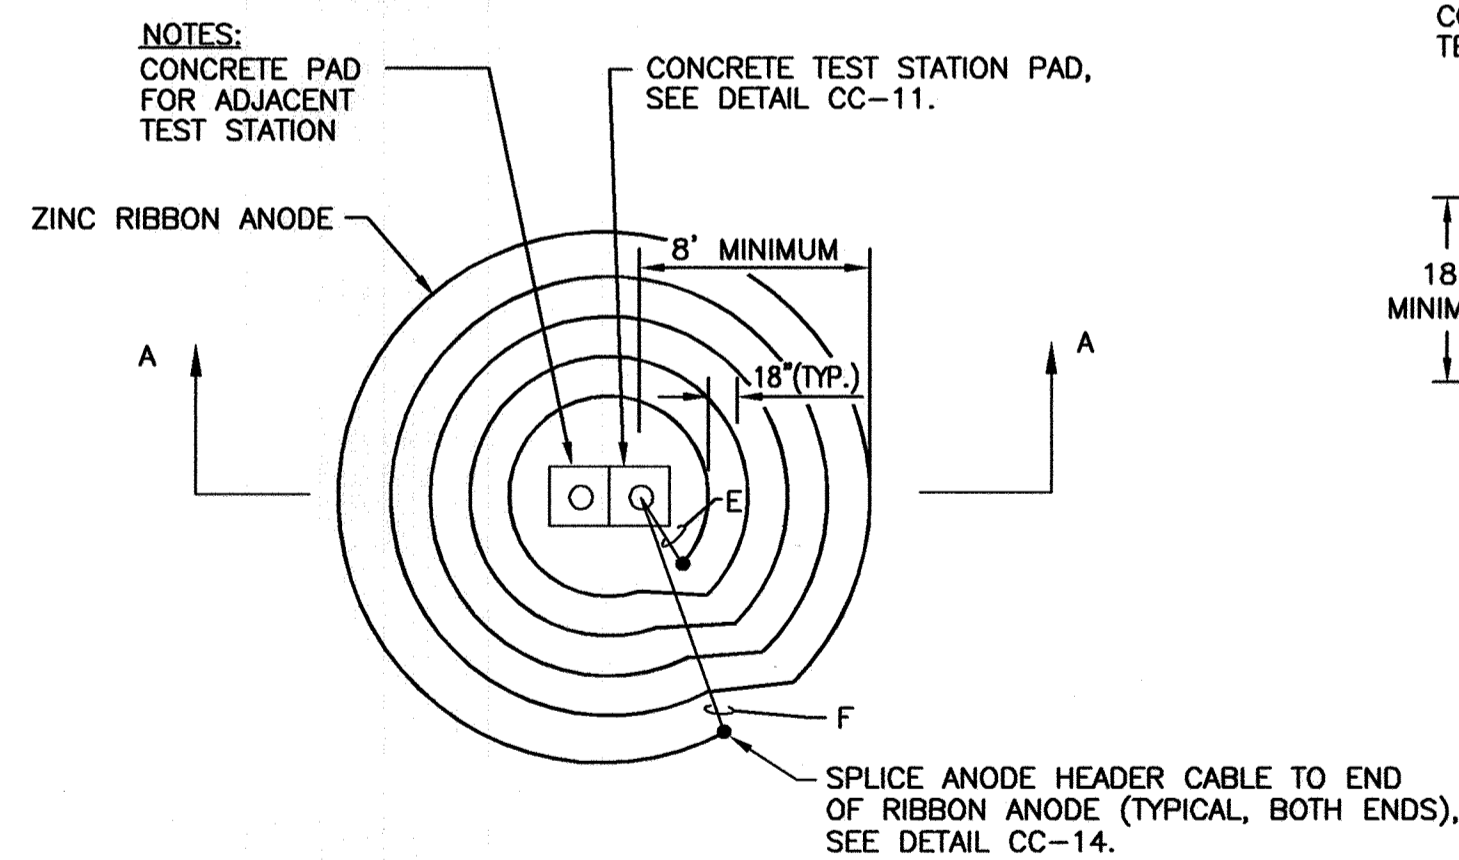 NOTES:
CONCRETE PAD
FOR ADJACENT
TEST STATION
CONCRETE TEST STATION PAD,
SEE DETAIL CC-11.
ZINC RIBBON ANODE
8' MINIMUM
18"(TYP.)
A
A
E
F
SPLICE ANODE HEADER CABLE TO END
OF RIBBON ANODE (TYPICAL, BOTH ENDS),
SEE DETAIL CC-14.
18